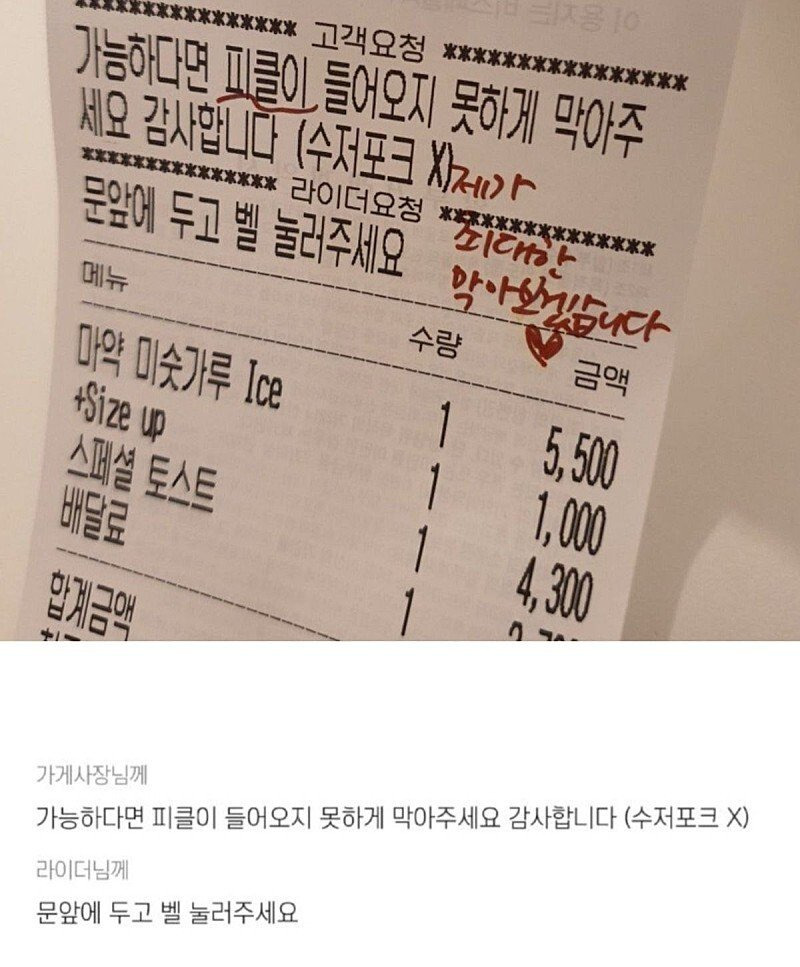 **************** 고객요청 ****************
가능하다면 피클이 들어오지 못하게 막아주
세요 감사합니다 (수저포크 X)
제가
**************** 라이더요청 ****************
최대한
문앞에 두고 벨 눌러주세요
막아보겠습니다
메뉴 수량 금액
마약 미숫가루 Ice 1 5,500
+Size up 1 1,000
스페셜 토스트 1 4,300
배달료 1
합계금액
가게사장님께
가능하다면 피클이 들어오지 못하게 막아주세요 감사합니다 (수저포크 X)
라이더님께
문앞에 두고 벨 눌러주세요